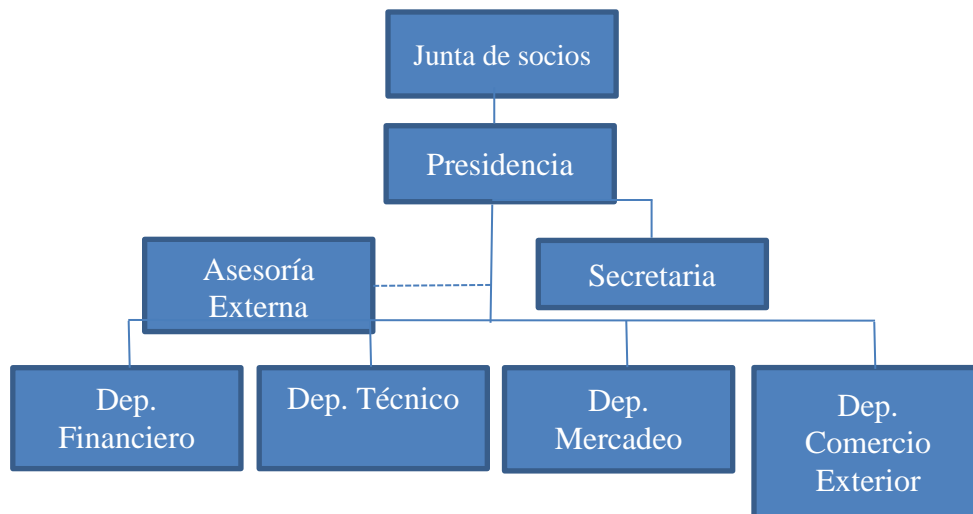 Junta de socios
Presidencia
Asesoría
Externa
Secretaria
Dep.
Financiero
Dep. Técnico
Dep.
Mercadeo
Dep.
Comercio
Exterior